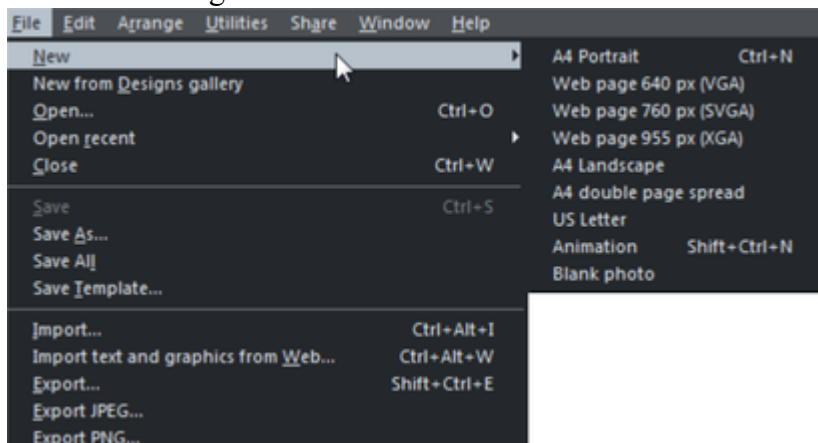 File Edit Arrange Utilities Share Window Help
New
New from Designs gallery
Open... Ctrl+O
Open recent
Close Ctrl+W
Save Ctrl+S
Save As...
Save All
Save Template...
Import... Ctrl+Alt+I
Import text and graphics from Web... Ctrl+Alt+W
Export... Shift+Ctrl+E
Export JPEG...
Export PNG...
A4 Portrait Ctrl+N
Web page 640 px (VGA)
Web page 760 px (SVGA)
Web page 955 px (XGA)
A4 Landscape
A4 double page spread
US Letter
Animation Shift+Ctrl+N
Blank photo